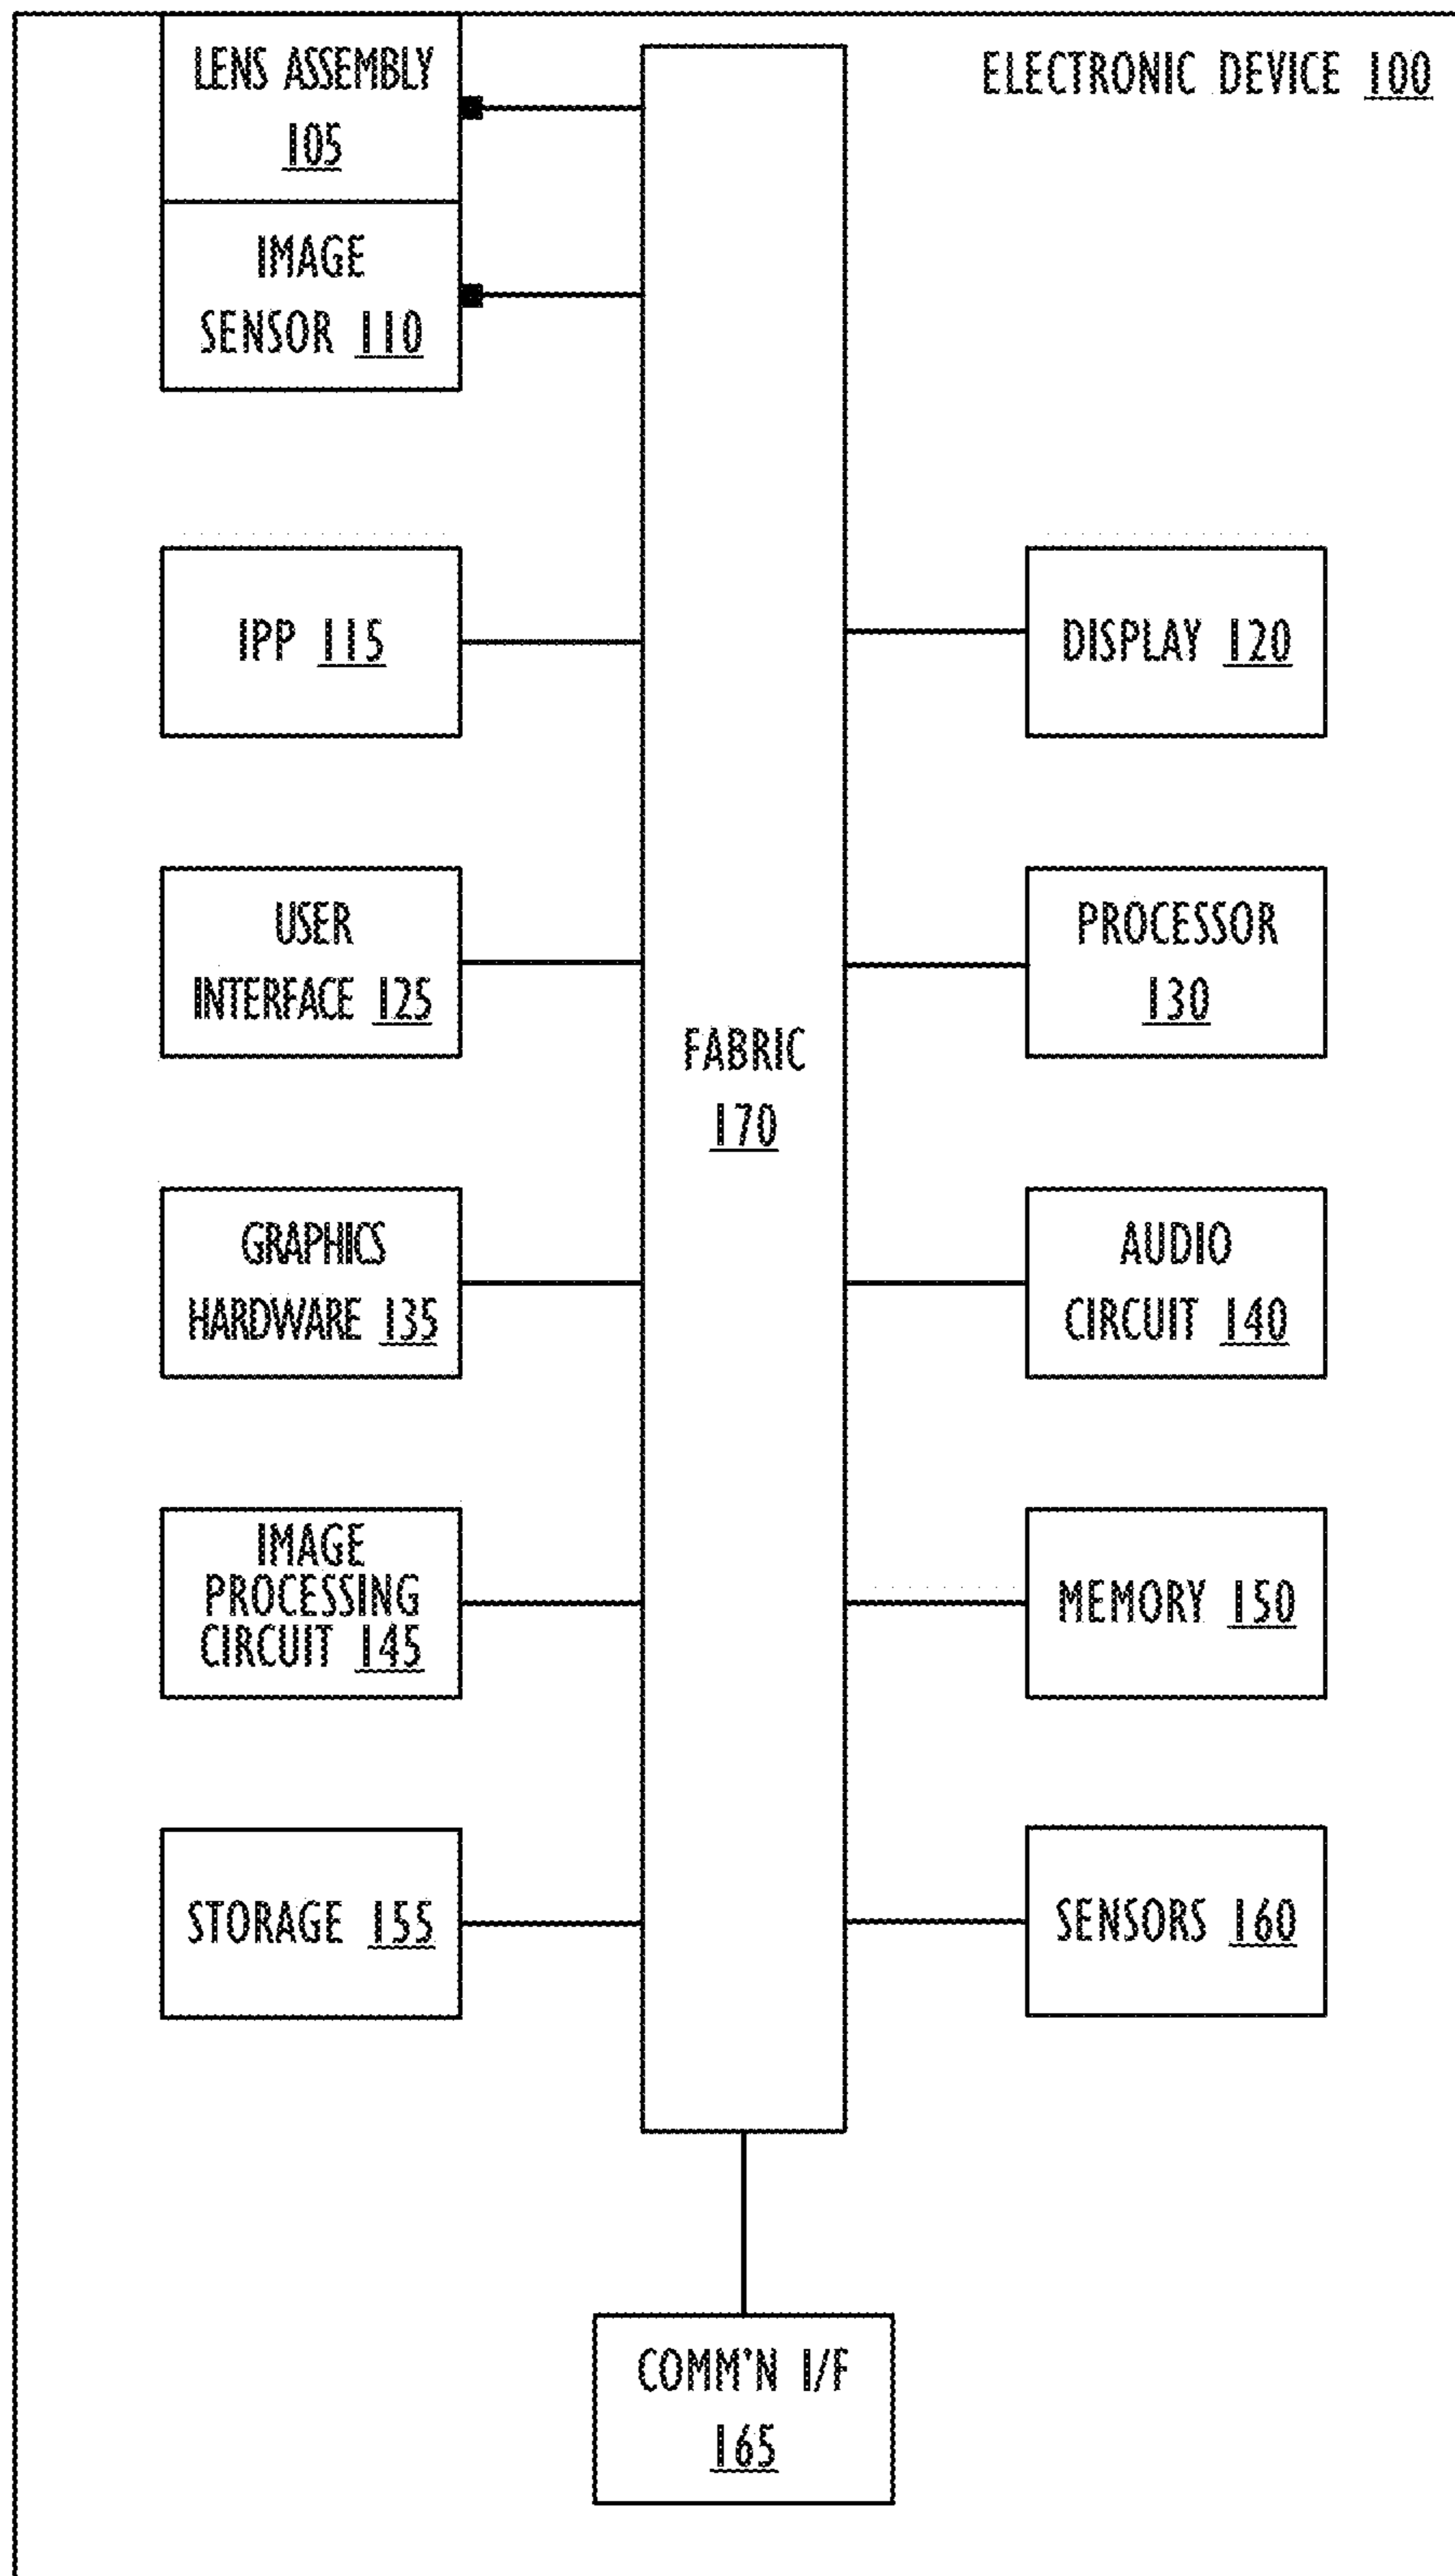 LENS ASSEMBLY
105
ELECTRONIC DEVICE 100
IMAGE
SENSOR 110
IPP 115
DISPLAY 120
USER
INTERFACE 125
PROCESSOR
130
FABRIC
170
GRAPHICS
HARDWARE 135
AUDIO
CIRCUIT 140
IMAGE
PROCESSING
CIRCUIT 145
MEMORY 150
STORAGE 155
SENSORS 160
COMM'N I/F
165